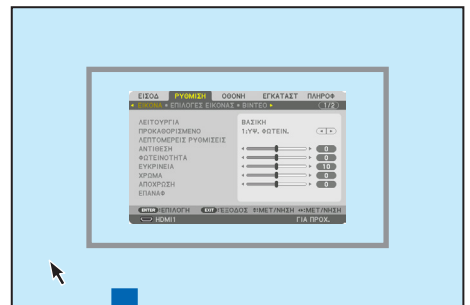 ΕΙΣΟΔ ΡΥΘΜΙΣΗ ΟΘΟΝΗ ΕΓΚΑΤΑΣΤ ΠΛΗΡΟΦ
ΕΙΚΟΝΑ • ΕΠΙΛΟΓΕΣ ΕΙΚΟΝΑΣ • ΒΙΝΤΕΟ 1/2
ΛΕΙΤΟΥΡΓΙΑ ΒΑΣΙΚΗ
ΠΡΟΚΑΘΟΡΙΣΜΕΝΟ 1:ΥΨ. ΦΩΤΕΙΝ.
ΛΕΠΤΟΜΕΡΕΙΣ ΡΥΘΜΙΣΕΙΣ
ΑΝΤΙΘΕΣΗ 0
ΦΩΤΕΙΝΟΤΗΤΑ 0
ΕΥΚΡΙΝΕΙΑ 10
ΧΡΩΜΑ 0
ΑΠΟΧΡΩΣΗ 0
ΕΠΑΝΑΦ
ENTER:ΕΠΙΛΟΓΗ EXIT:ΕΞΟΔΟΣ ↕:ΜΕΤ/ΝΗΣΗ ↔:ΜΕΤ/ΝΗΣΗ
HDMI1 ΓΙΑ ΠΡΟΧ.